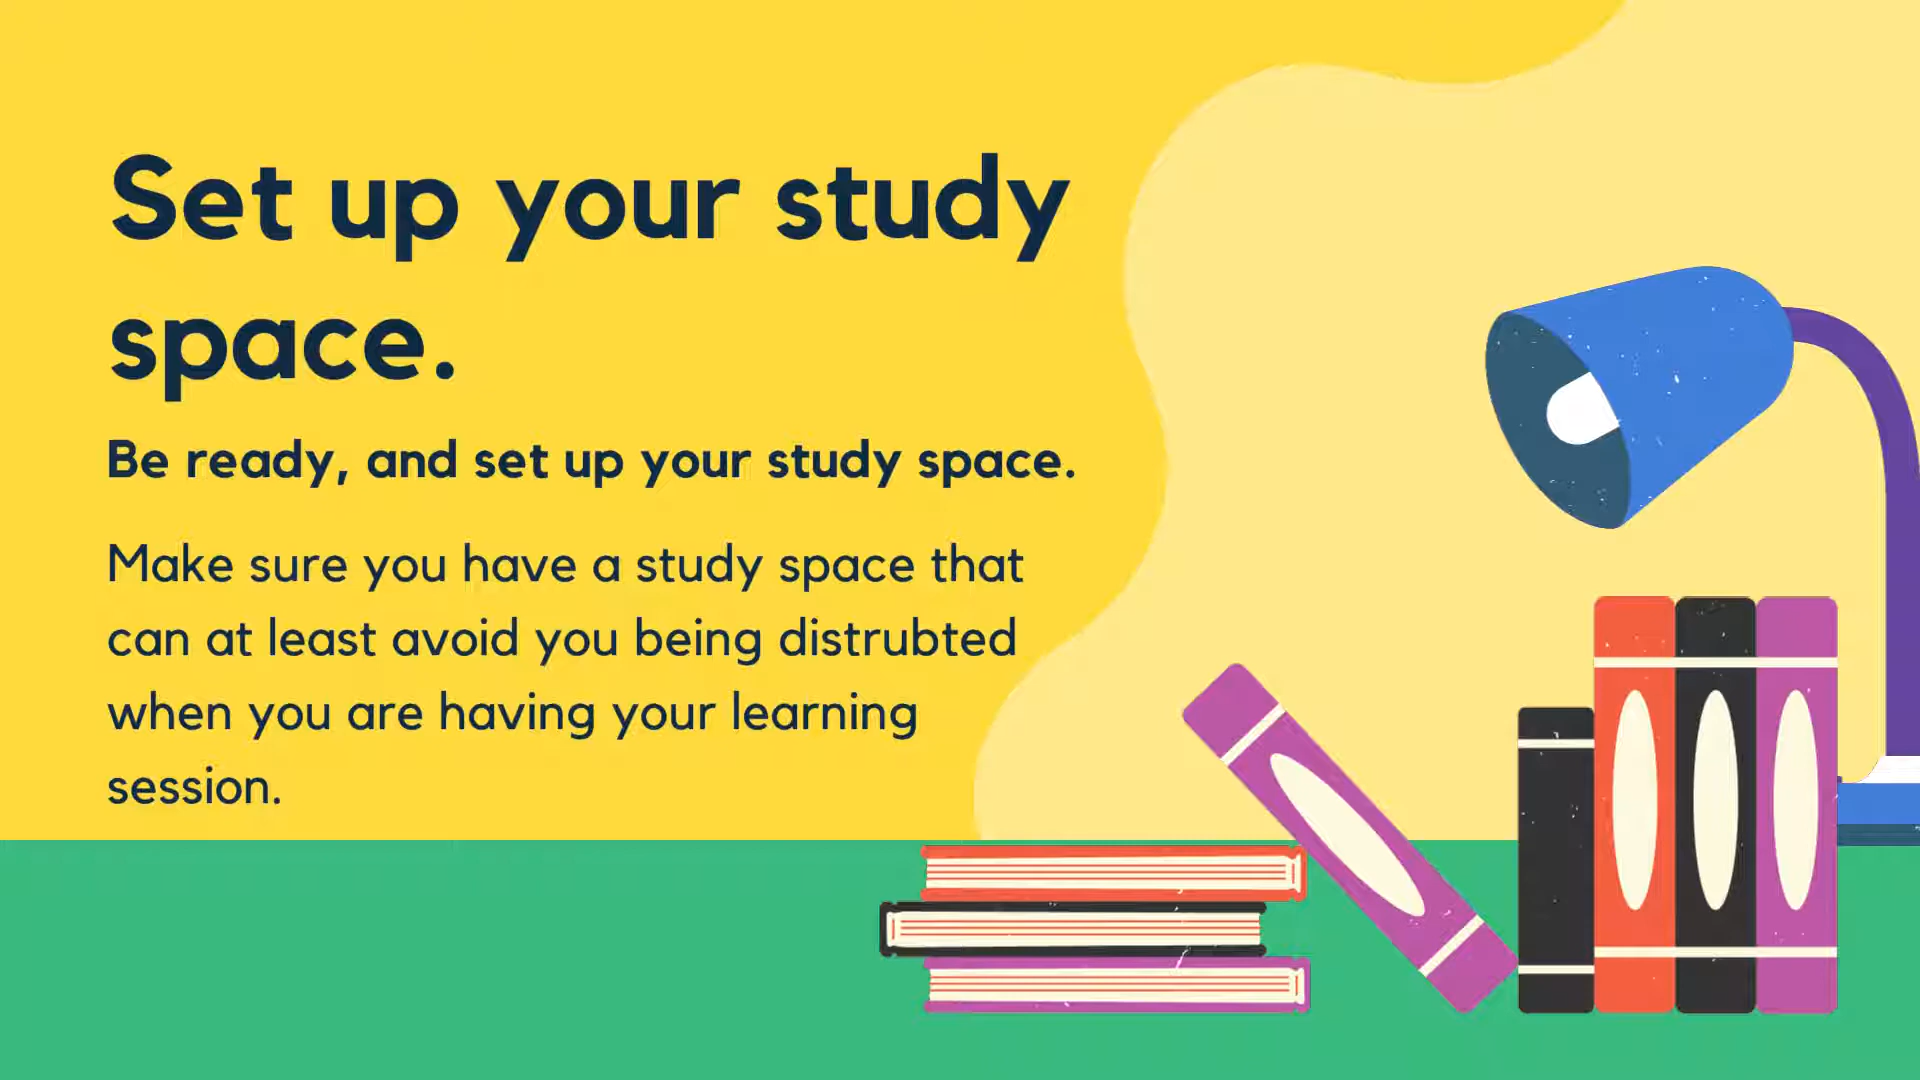 Set up your study
space.
Be ready, and set up your study space.
Make sure you have a study space that
can at least avoid you being distrubted
when you are having your learning
session.